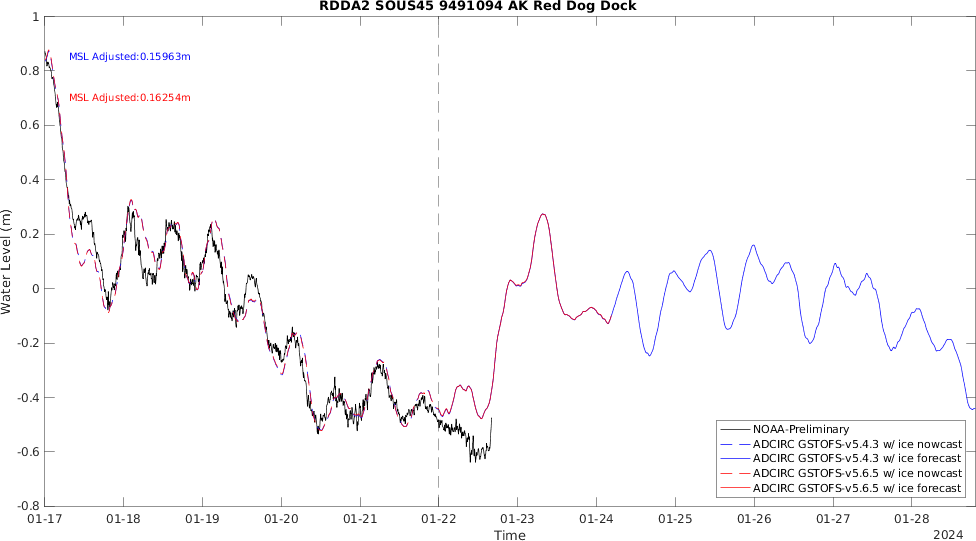 RDDA2 SOUS45 9491094 AK Red Dog Dock
MSL Adjusted:0.15963m
MSL Adjusted:0.16254m
Water Level (m)
1
0.8
0.6
0.4
0.2
0
-0.2
-0.4
-0.6
-0.8
01-17 01-18 01-19 01-20 01-21 01-22 01-23 01-24 01-25 01-26 01-27 01-28
Time
2024
NOAA-Preliminary
ADCIRC GSTOFS-v5.4.3 w/ ice nowcast
ADCIRC GSTOFS-v5.4.3 w/ ice forecast
ADCIRC GSTOFS-v5.6.5 w/ ice nowcast
ADCIRC GSTOFS-v5.6.5 w/ ice forecast